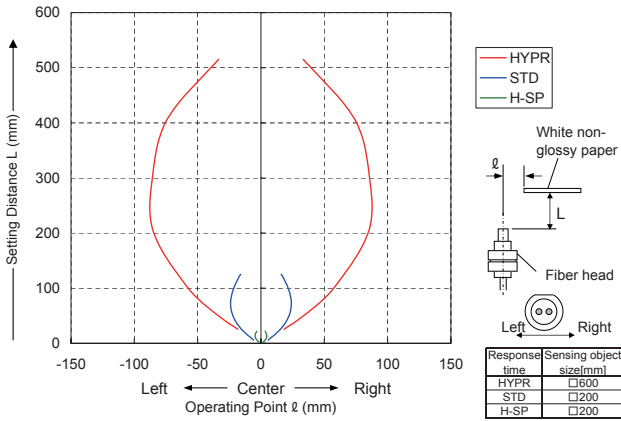 600
500
400
300
200
100
0
Setting Distance L (mm)
-150 -100 -50 0 50 100 150
Left Center Right
Operating Point ℓ (mm)
HYPR
STD
H-SP
White non-
glossy paper
ℓ
L
Fiber head
Left Right
Response time Sensing object size[mm]
HYPR □600
STD □200
H-SP □200